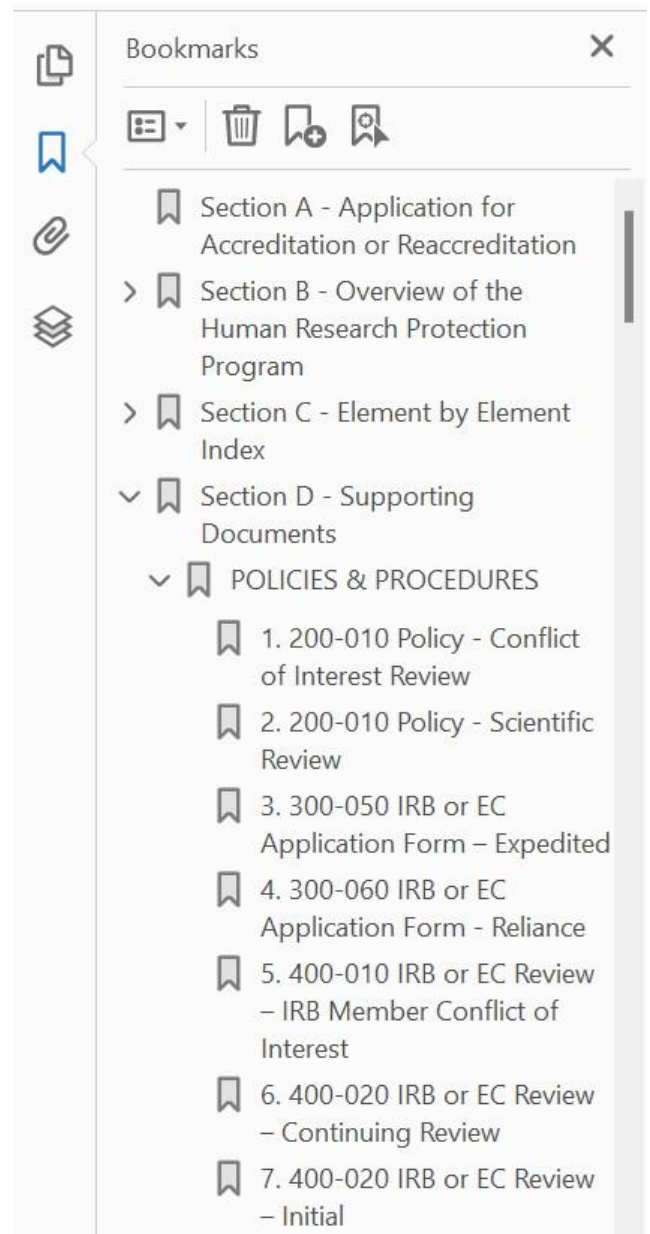 Bookmarks
Section A - Application for
Accreditation or Reaccreditation
Section B - Overview of the
Human Research Protection
Program
Section C - Element by Element
Index
Section D - Supporting
Documents
POLICIES & PROCEDURES
1. 200-010 Policy - Conflict
of Interest Review
2. 200-010 Policy - Scientific
Review
3. 300-050 IRB or EC
Application Form – Expedited
4. 300-060 IRB or EC
Application Form - Reliance
5. 400-010 IRB or EC Review
– IRB Member Conflict of
Interest
6. 400-020 IRB or EC Review
– Continuing Review
7. 400-020 IRB or EC Review
– Initial